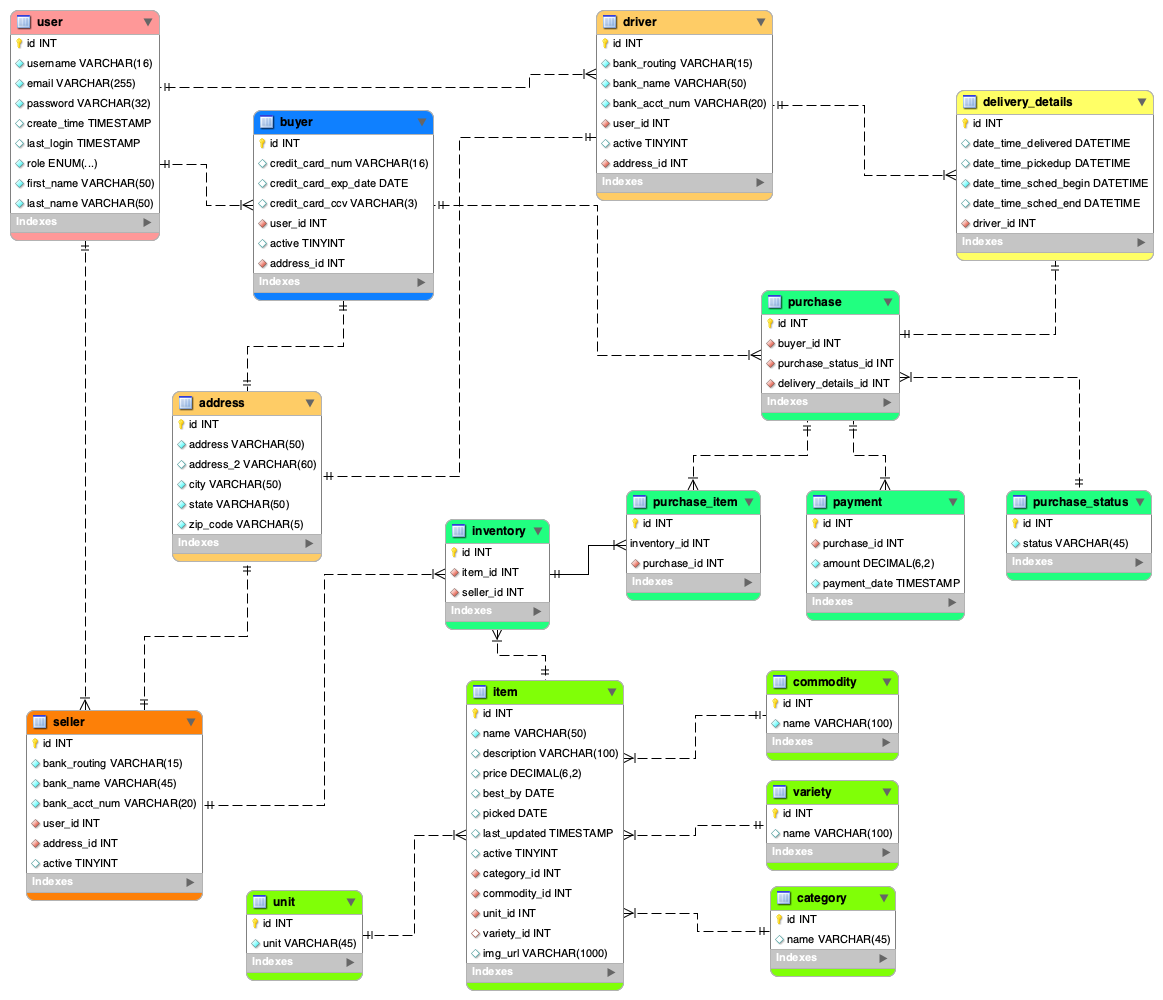 user
id INT
username VARCHAR(16)
email VARCHAR(255)
password VARCHAR(32)
create_time TIMESTAMP
last_login TIMESTAMP
role ENUM(...)
first_name VARCHAR(50)
last_name VARCHAR(50)
Indexes
driver
id INT
bank_routing VARCHAR(15)
bank_name VARCHAR(50)
bank_acct_num VARCHAR(20)
user_id INT
active TINYINT
address_id INT
Indexes
delivery_details
id INT
date_time_delivered DATETIME
date_time_pickedup DATETIME
date_time_sched_begin DATETIME
date_time_sched_end DATETIME
driver_id INT
Indexes
buyer
id INT
credit_card_num VARCHAR(16)
credit_card_exp_date DATE
credit_card_ccv VARCHAR(3)
user_id INT
active TINYINT
address_id INT
Indexes
purchase
id INT
buyer_id INT
purchase_status_id INT
delivery_details_id INT
Indexes
address
id INT
address VARCHAR(50)
address_2 VARCHAR(60)
city VARCHAR(50)
state VARCHAR(50)
zip_code VARCHAR(5)
Indexes
inventory
id INT
item_id INT
seller_id INT
Indexes
purchase_item
id INT
inventory_id INT
purchase_id INT
Indexes
payment
id INT
purchase_id INT
amount DECIMAL(6,2)
payment_date TIMESTAMP
Indexes
purchase_status
id INT
status VARCHAR(45)
Indexes
seller
id INT
bank_routing VARCHAR(15)
bank_name VARCHAR(45)
bank_acct_num VARCHAR(20)
user_id INT
address_id INT
active TINYINT
Indexes
item
id INT
name VARCHAR(50)
description VARCHAR(100)
price DECIMAL(6,2)
best_by DATE
picked DATE
last_updated TIMESTAMP
active TINYINT
category_id INT
commodity_id INT
unit_id INT
variety_id INT
img_url VARCHAR(1000)
Indexes
commodity
id INT
name VARCHAR(100)
Indexes
variety
id INT
name VARCHAR(100)
Indexes
category
id INT
name VARCHAR(45)
Indexes
unit
id INT
unit VARCHAR(45)
Indexes